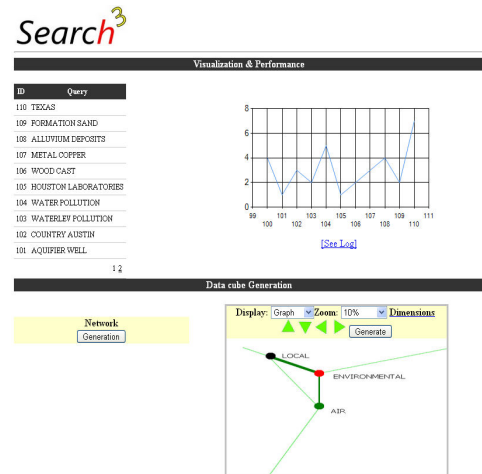 Search3
Visualization & Performance
ID Query
110 TEXAS
109 FORMATION SAND
108 ALLUVIUM DEPOSITS
107 METAL COPPER
106 WOOD CAST
105 HOUSTON LABORATORIES
104 WATER POLLUTION
103 WATERLEV POLLUTION
102 COUNTRY AUSTIN
101 AQUIFIER WELL
1 2
8
6
4
2
0
99 101 103 105 107 109 111
100 102 104 106 108 110
[See Log]
Data cube Generation
Network
Generation
Display: Graph Zoom: 10% Dimensions
Generate
LOCAL
ENVIRONMENTAL
AIR